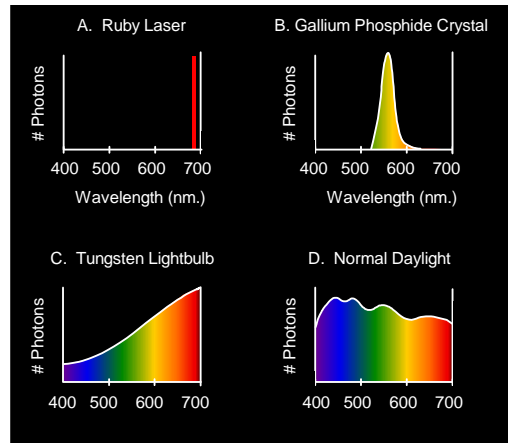 A. Ruby Laser
# Photons
400 500 600 700
Wavelength (nm.)
B. Gallium Phosphide Crystal
# Photons
400 500 600 700
Wavelength (nm.)
C. Tungsten Lightbulb
# Photons
400 500 600 700
D. Normal Daylight
# Photons
400 500 600 700